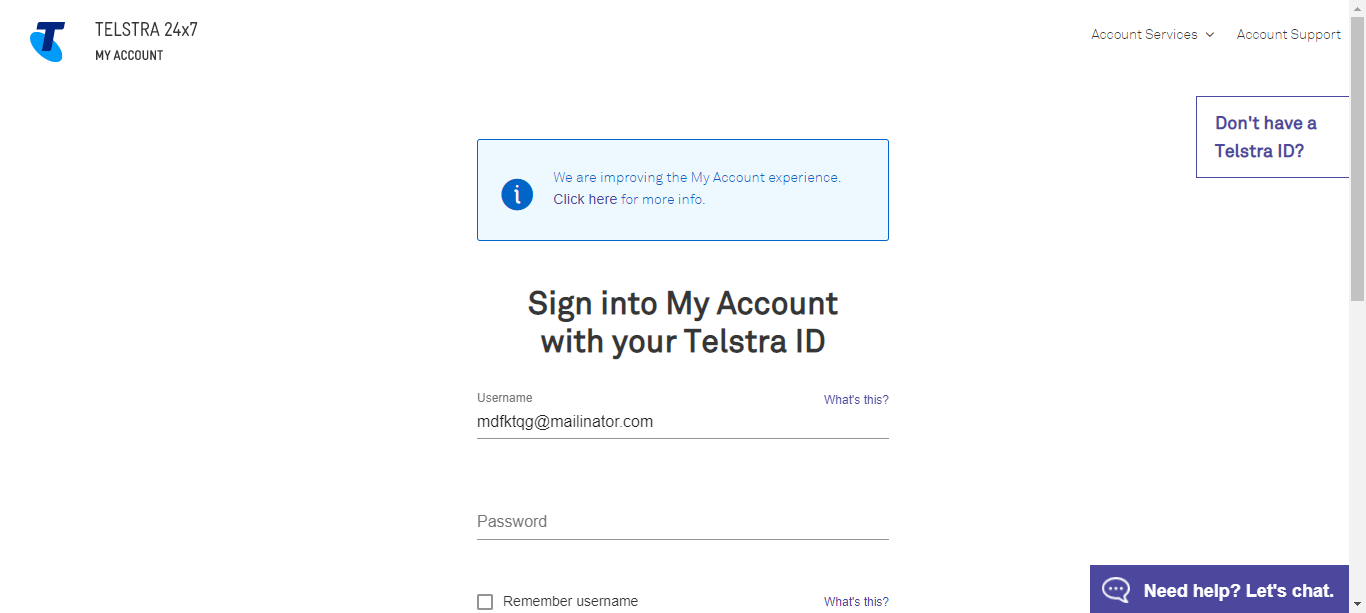 TELSTRA 24x7
MY ACCOUNT
Account Services
Account Support
Don't have a
Telstra ID?
We are improving the My Account experience.
Click here for more info.
Sign into My Account
with your Telstra ID
Username
What's this?
mdfktqg@mailinator.com
Password
Remember username
What's this?
Need help? Let's chat.